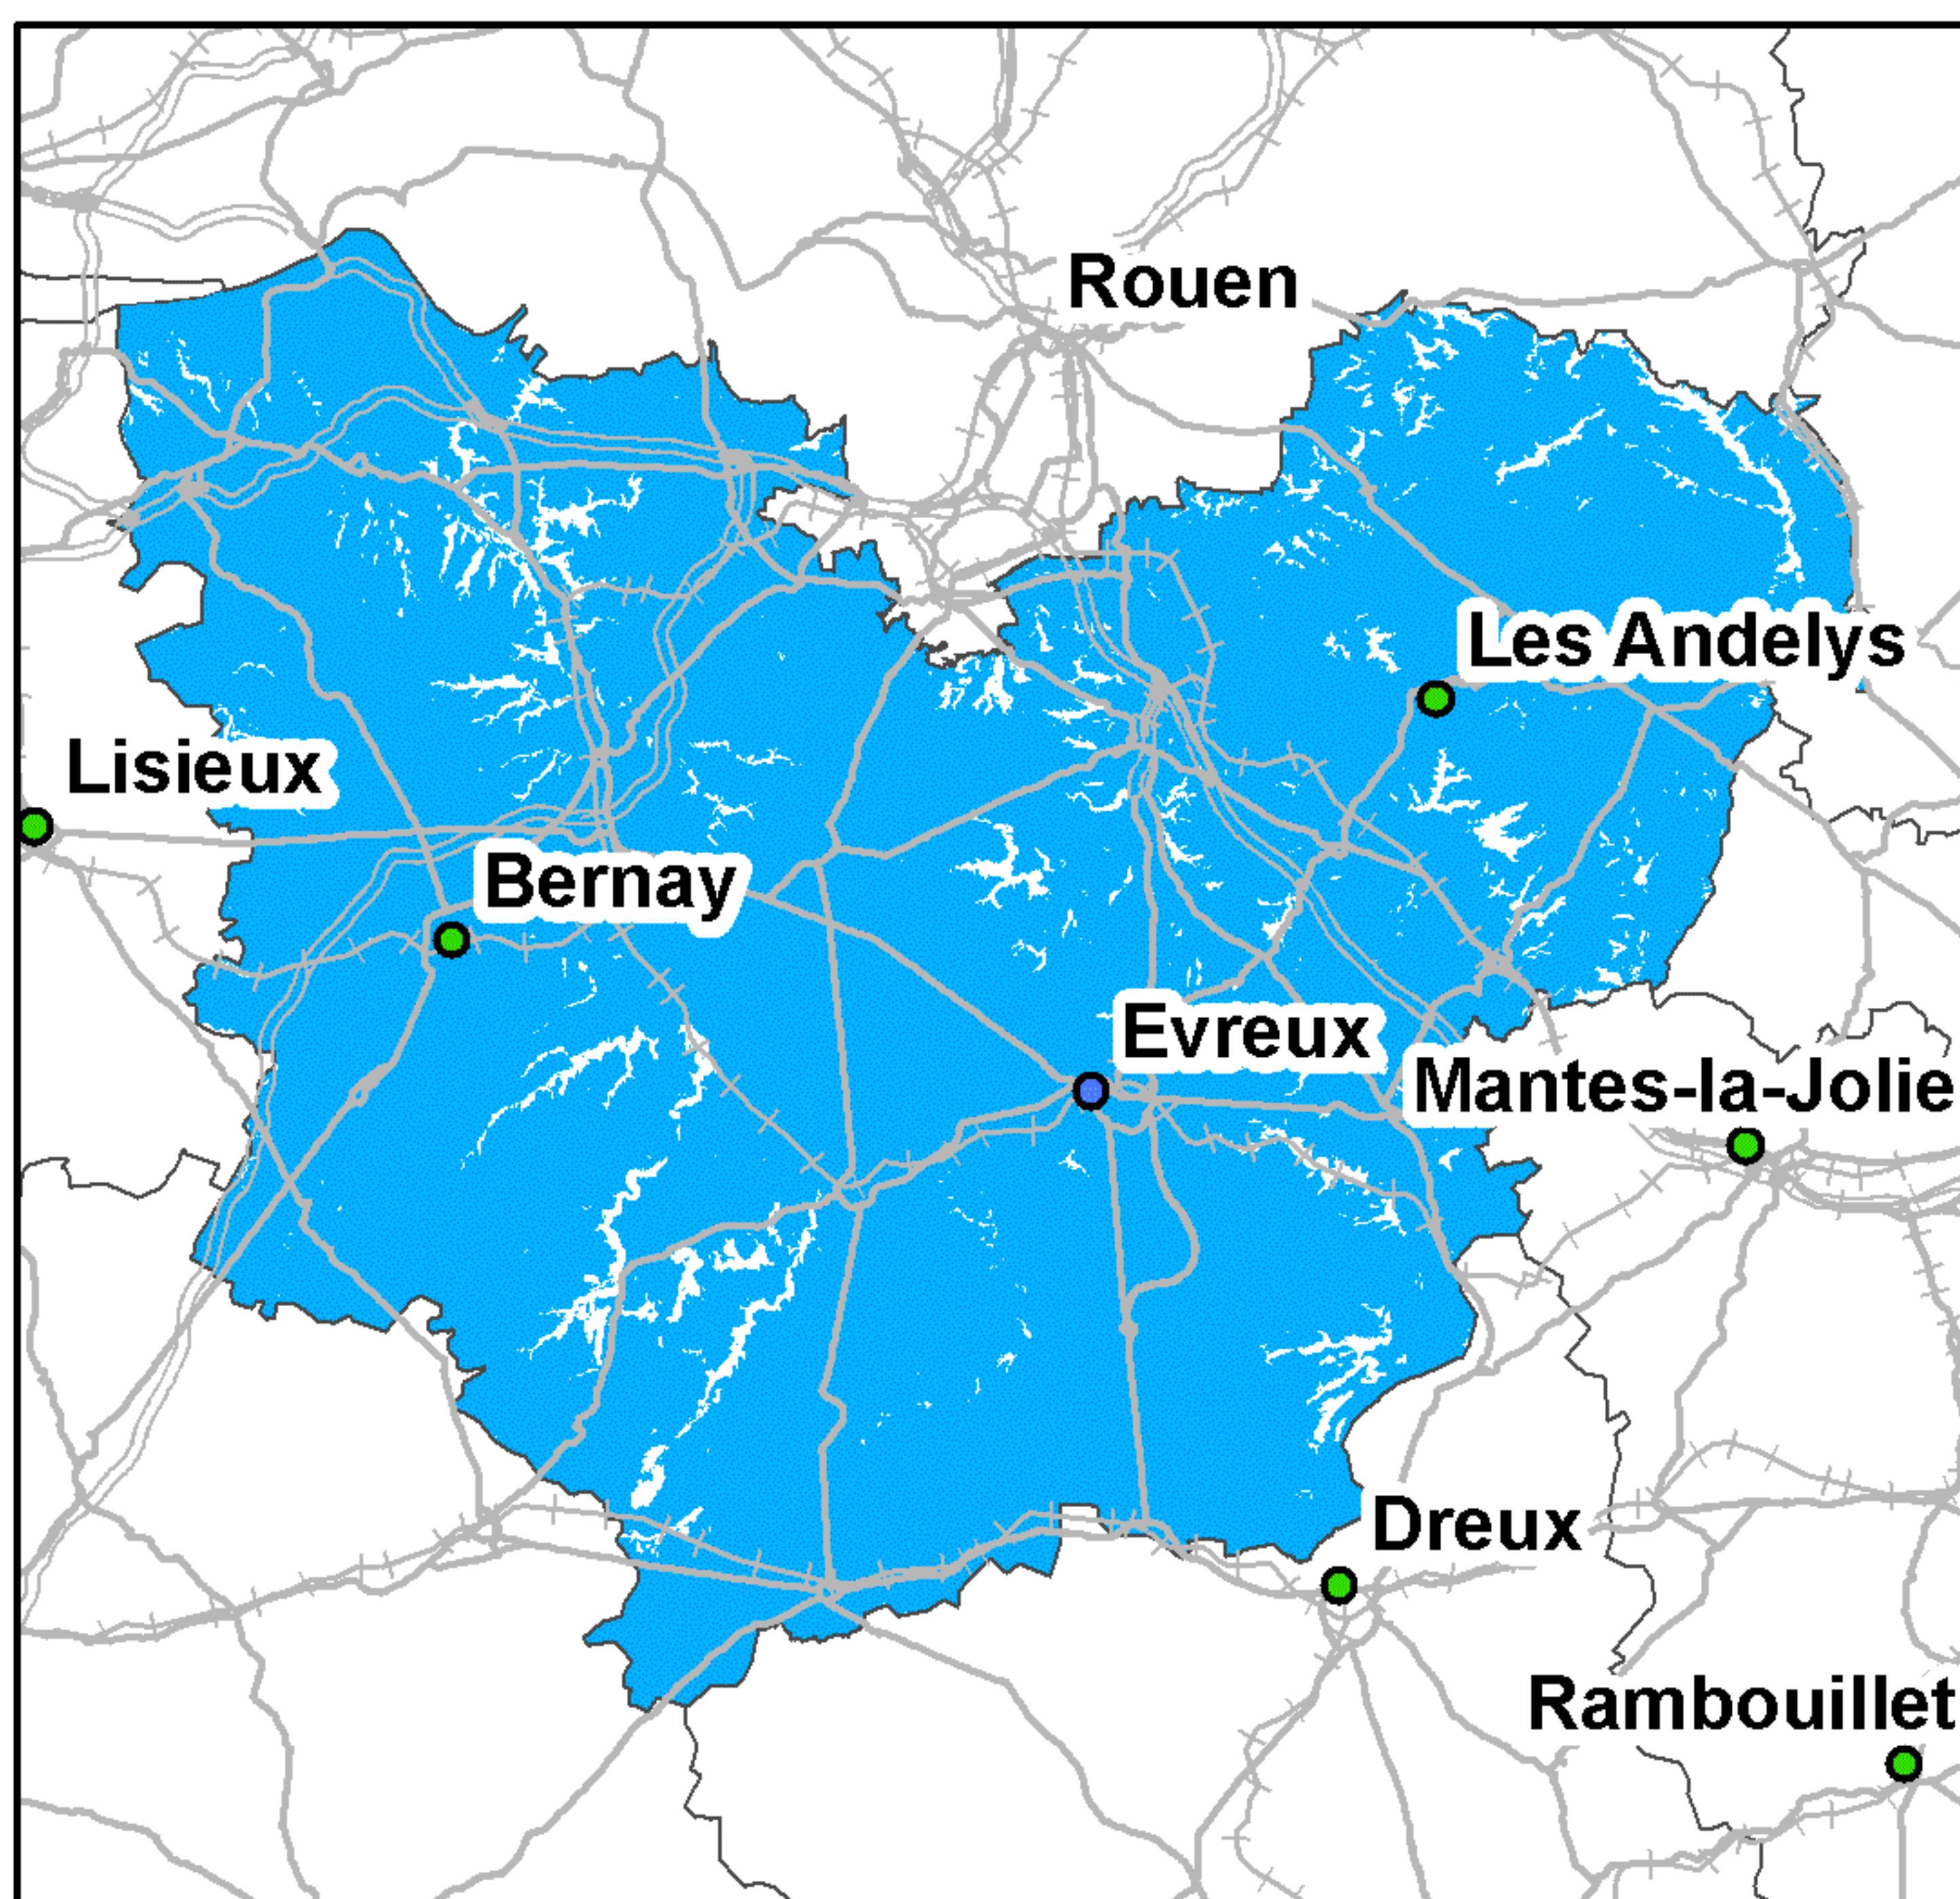 Rouen
Les Andelys
Lisieux
Bernay
Evreux
Mantes-la-Jolie
Dreux
Rambouillet